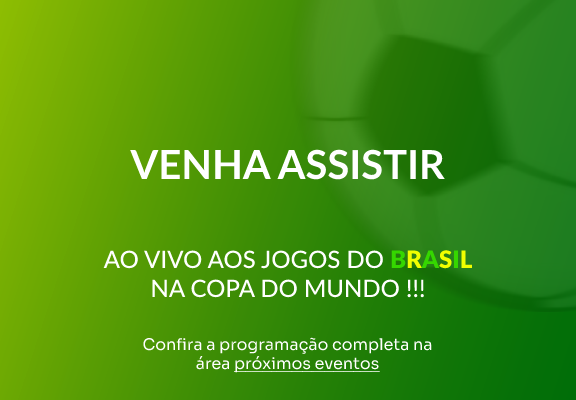 VENHA ASSISTIR
AO VIVO AOS JOGOS DO BRASIL
NA COPA DO MUNDO !!!
Confira a programação completa na
área próximos eventos